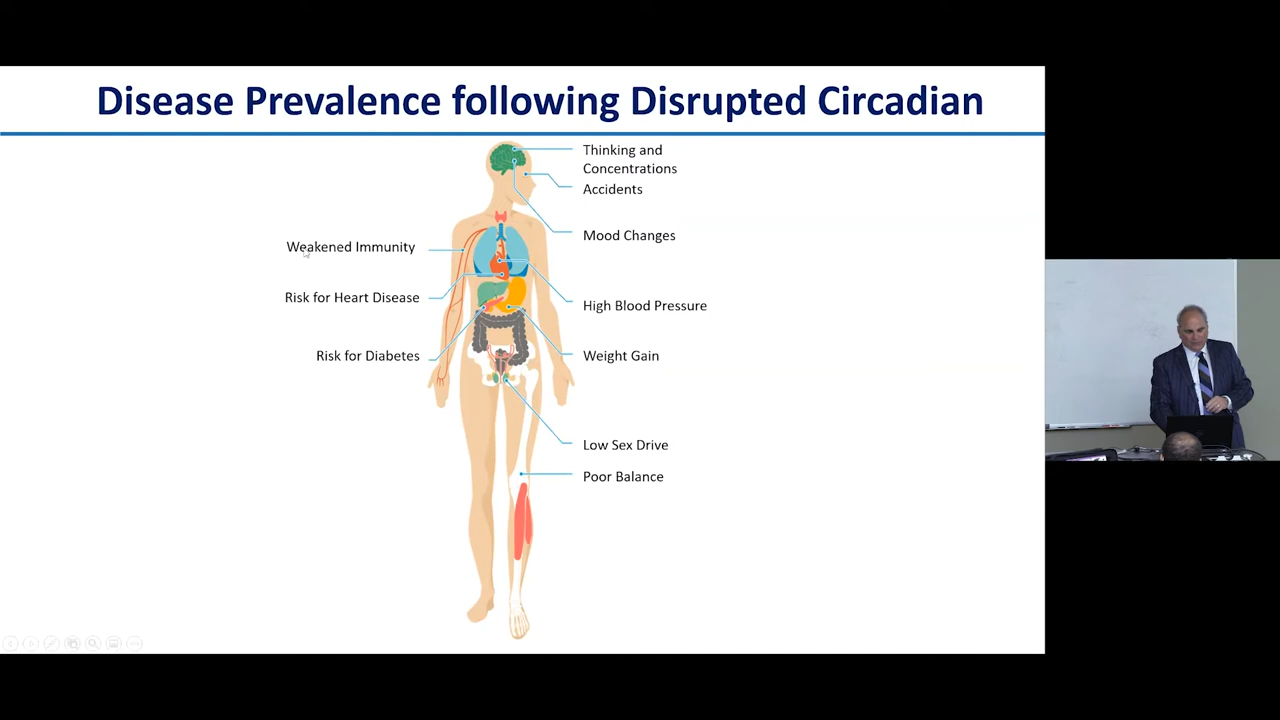 Disease Prevalence following Disrupted Circadian
Thinking and
Concentrations
Accidents
Mood Changes
Weakened Immunity
Risk for Heart Disease
High Blood Pressure
Risk for Diabetes
Weight Gain
Low Sex Drive
Poor Balance